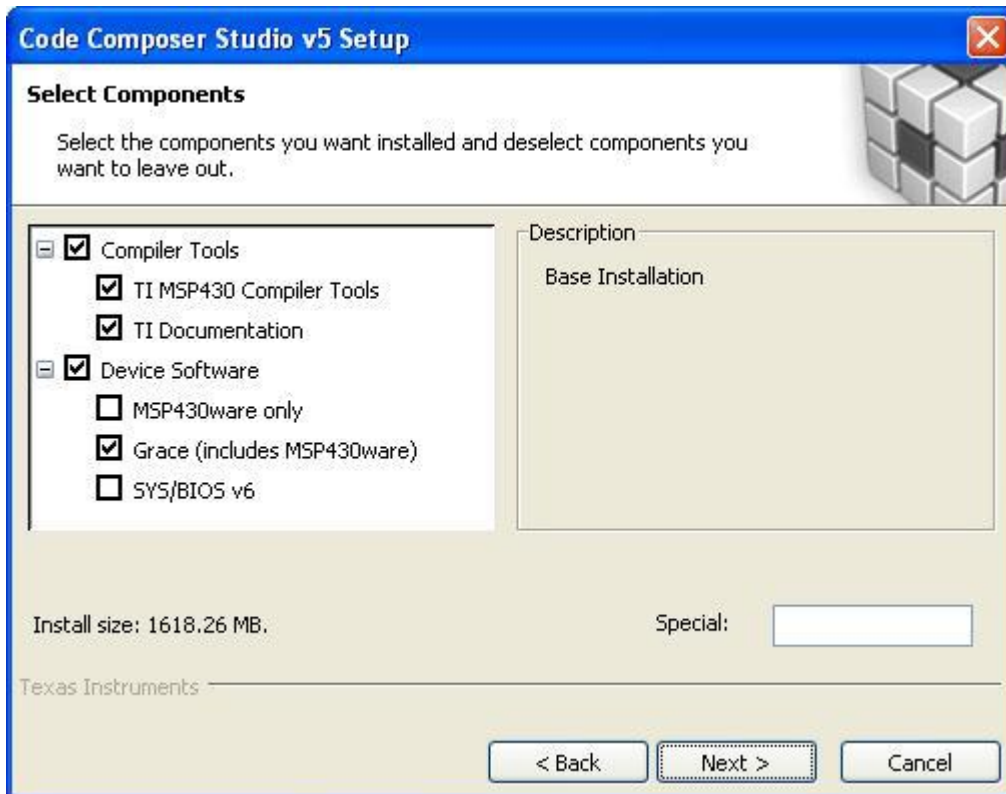 Code Composer Studio v5 Setup
Select Components
Select the components you want installed and deselect components you
want to leave out.
Compiler Tools
TI MSP430 Compiler Tools
TI Documentation
Device Software
MSP430ware only
Grace (includes MSP430ware)
SYS/BIOS v6
Description
Base Installation
Install size: 1618.26 MB.
Special:
Texas Instruments
< Back
Next >
Cancel